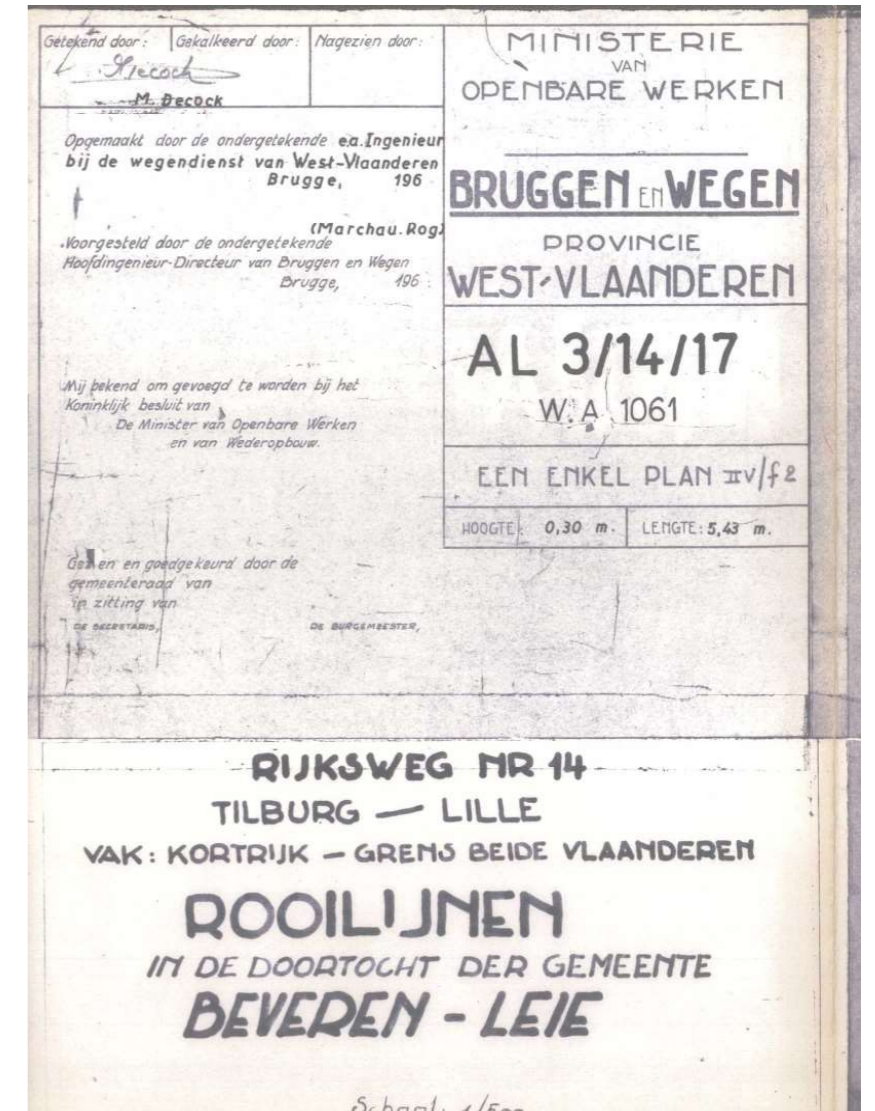 Getekend door: Gekalkeerd door: Nagezien door:
M. Decock
Opgemaakt door de ondergetekende e.a. Ingenieur
bij de wegendienst van West-Vlaanderen
Brugge, 196
(Marchau. Rog)
Voorgesteld door de ondergetekende
Hoofdingenieur-Directeur van Bruggen en Wegen
Brugge, 196
Mij bekend om gevoegd te worden bij het
Koninklijk besluit van
De Minister van Openbare Werken
en van Wederopbouw.
Gezien en goedgekeurd door de
gemeenteraad van
in zitting van
DE SECRETARIS, DE BURGEMEESTER,
MINISTERIE
VAN
OPENBARE WERKEN
BRUGGEN EN WEGEN
PROVINCIE
WEST-VLAANDEREN
AL 3/14/17
W.A. 1061
EEN ENKEL PLAN
HOOGTE: 0,30 m. LENGTE: 5,43 m.
RIJKSWEG NR 14
TILBURG — LILLE
VAK: KORTRIJK — GRENS BEIDE VLAANDEREN
ROOILIJNEN
IN DE DOORTOCHT DER GEMEENTE
BEVEREN - LEIE
Schaal: 1/500